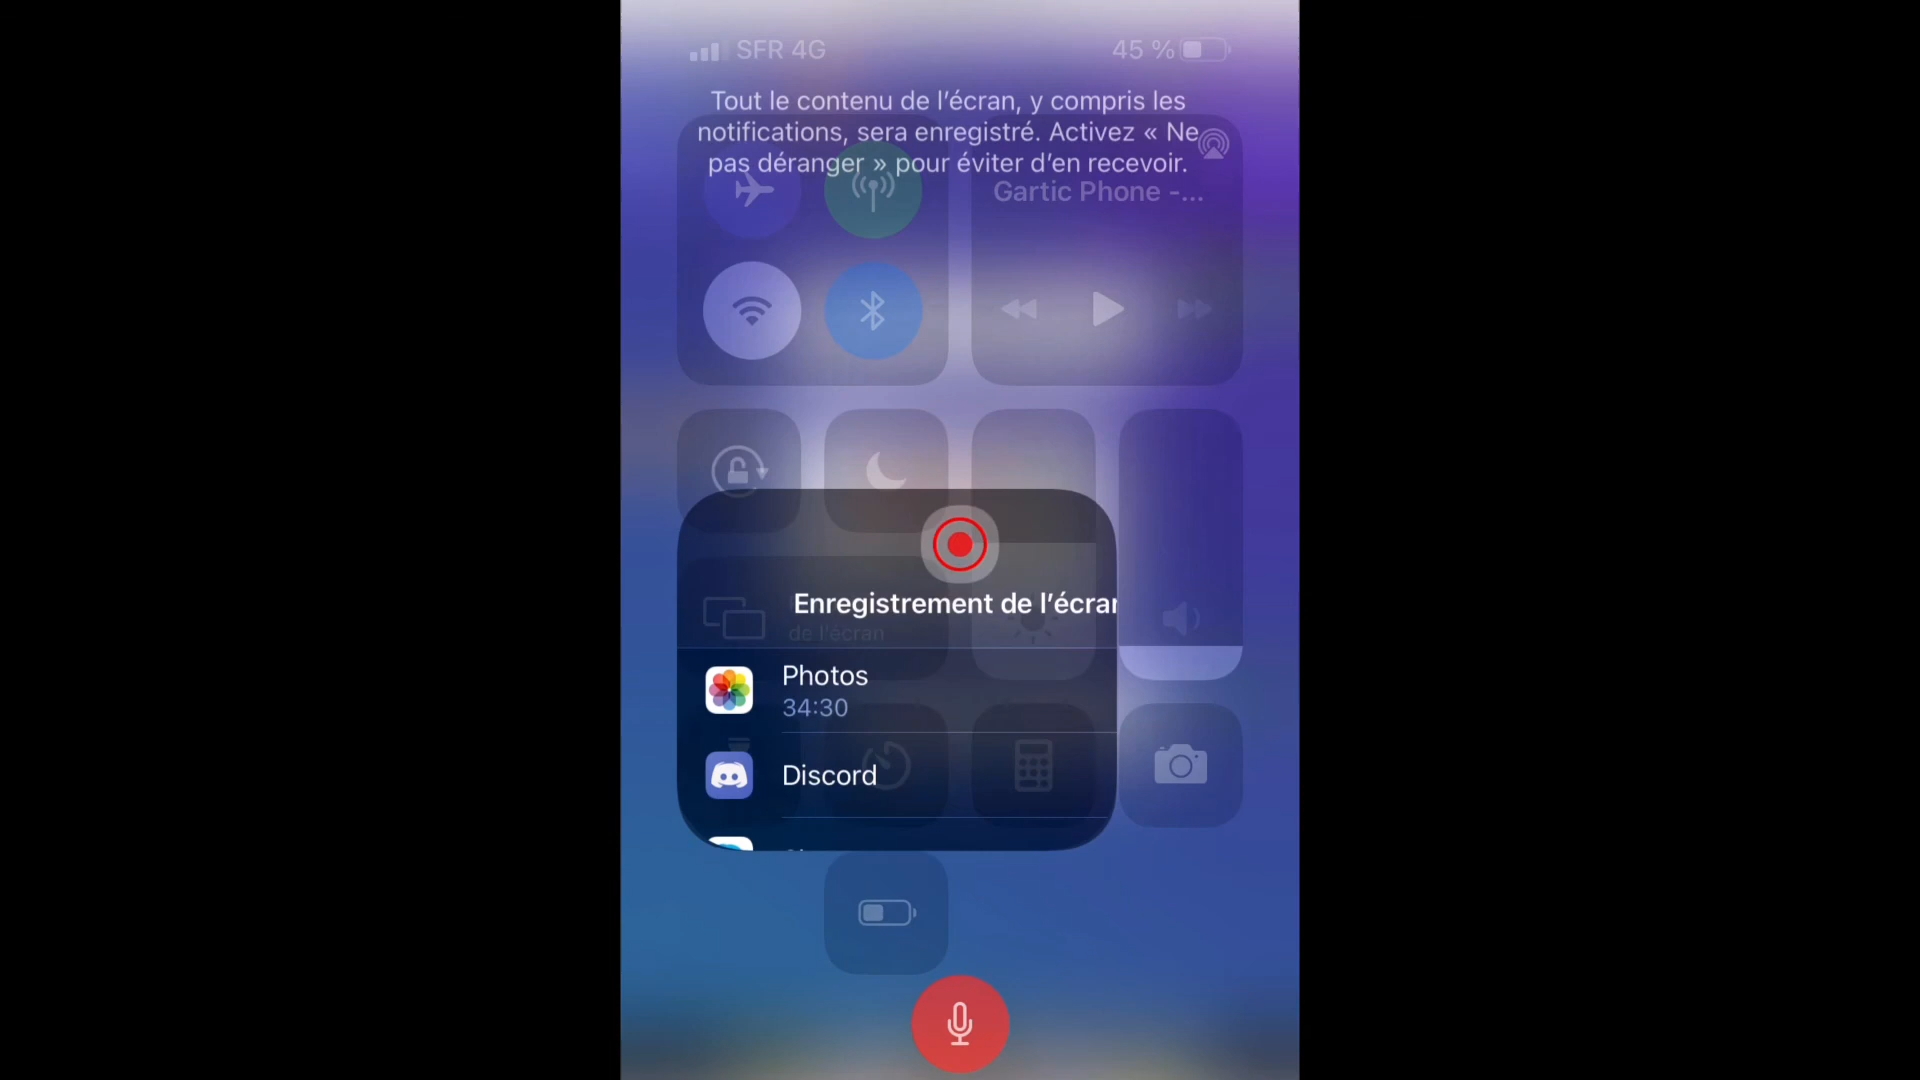 SFR 4G
45 %
Tout le contenu de l’écran, y compris les
notifications, sera enregistré. Activez « Ne
pas déranger » pour éviter d’en recevoir.
Gartic Phone -...
Enregistrement de l’écran
de l’écran
Photos
34:30
Discord